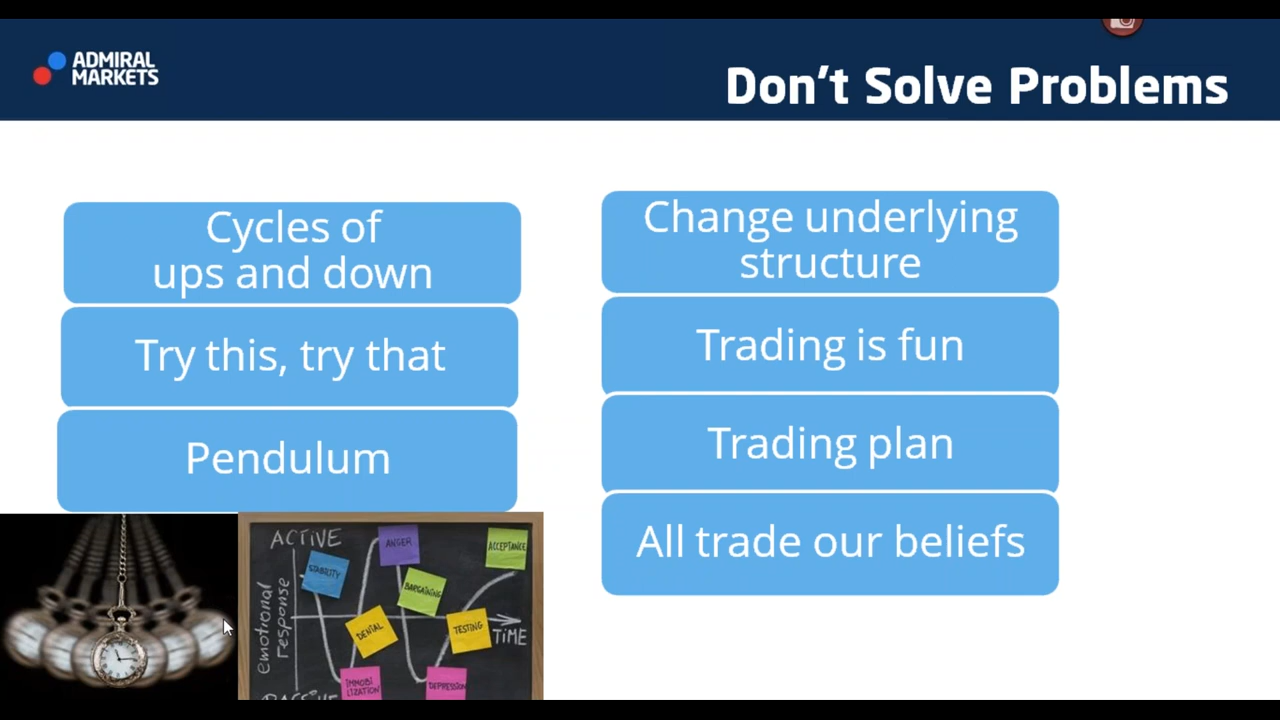 ADMIRAL
MARKETS
Don't Solve Problems
Cycles of
ups and down
Try this, try that
Pendulum
Change underlying
structure
Trading is fun
Trading plan
All trade our beliefs
ACTIVE
emotional
response
STABILITY
ANGER
ACCEPTANCE
BARGAINING
DENIAL
TESTING
TIME
IMMOBI
LIZATION
DEPRESSION